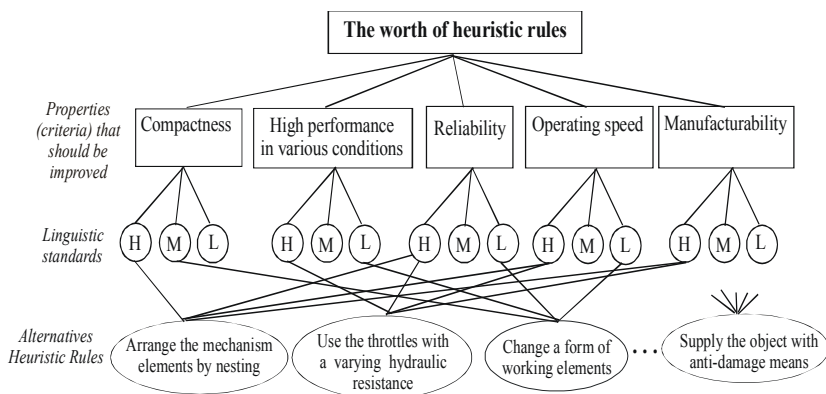 The worth of heuristic rules
Properties
(criteria) that
should be
improved
Compactness
High performance
in various conditions
Reliability
Operating speed
Manufacturability
Linguistic
standards
H M L H M L H M L H M L H M L
Alternatives
Heuristic Rules
Arrange the mechanism
elements by nesting
Use the throttles with
a varying hydraulic
resistance
Change a form of
working elements
...
Supply the object with
anti-damage means